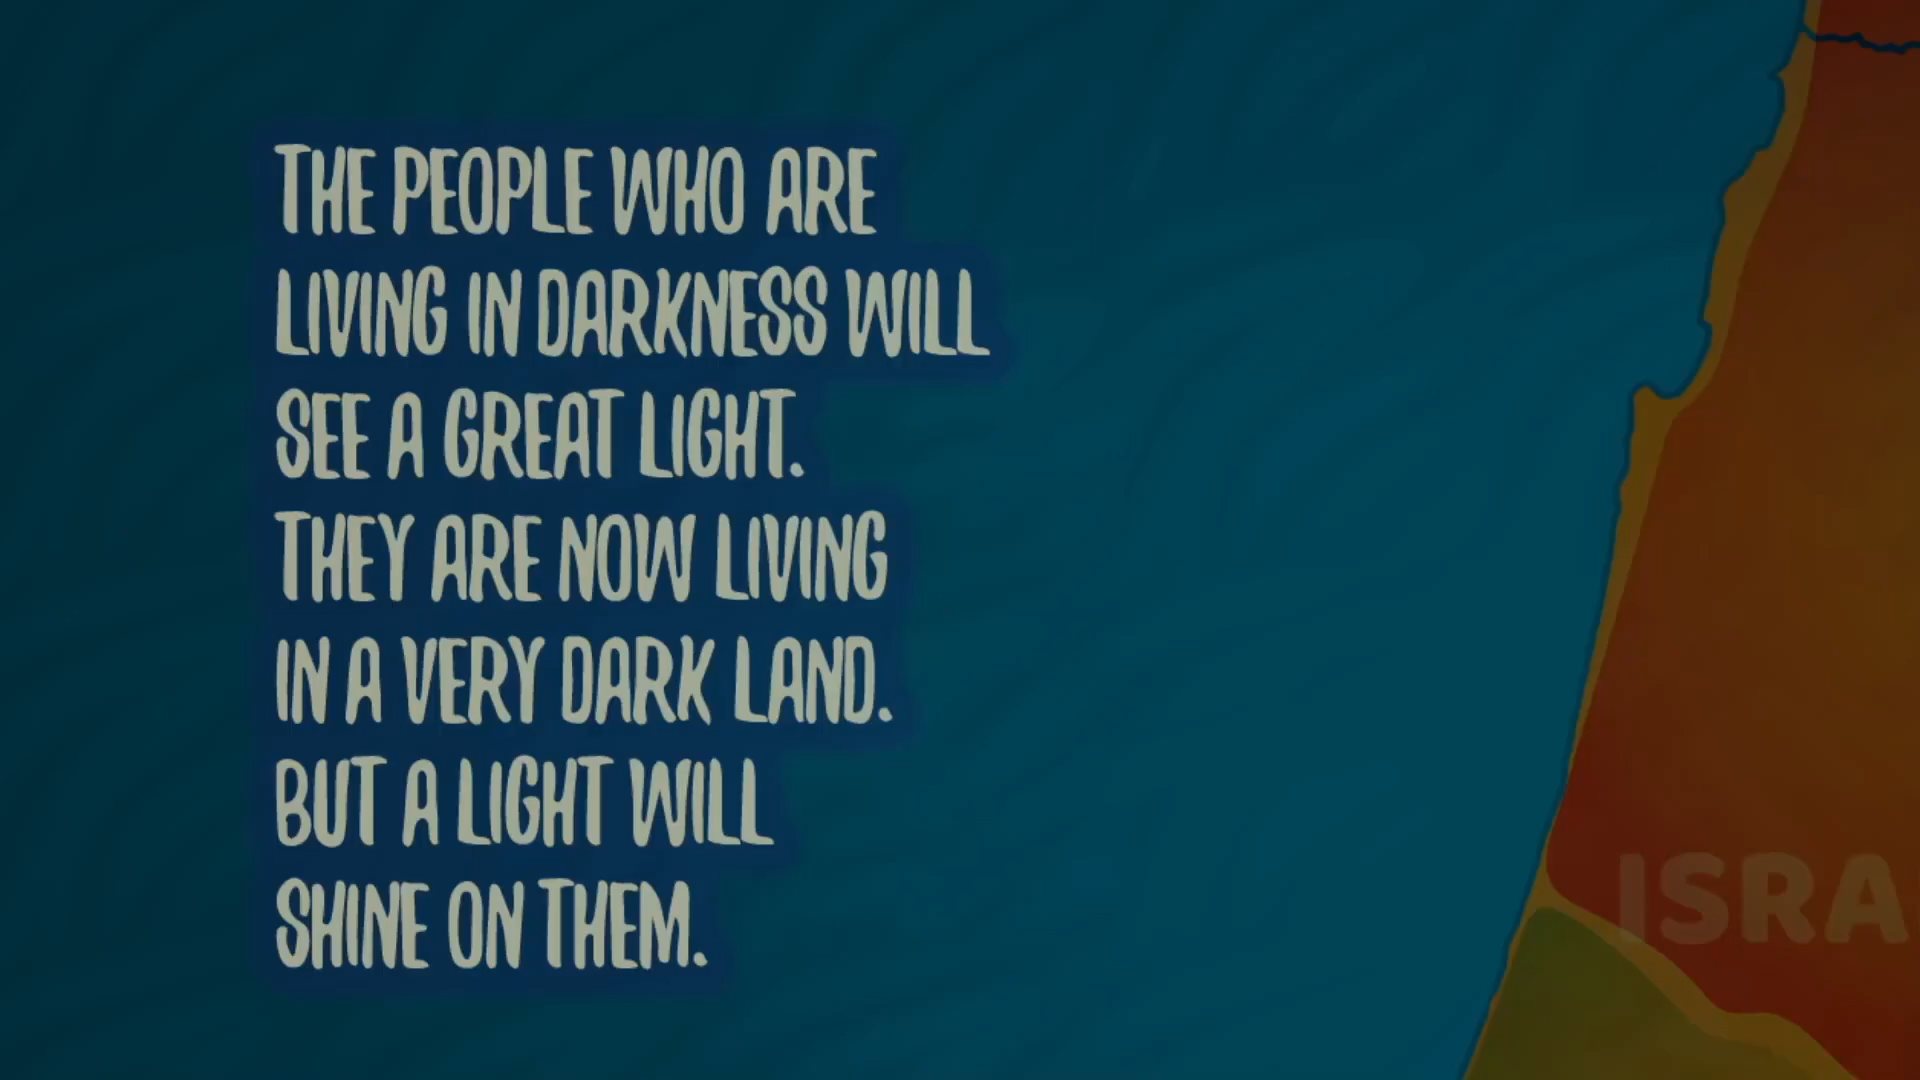 THE PEOPLE WHO ARE
LIVING IN DARKNESS WILL
SEE A GREAT LIGHT.
THEY ARE NOW LIVING
IN A VERY DARK LAND.
BUT A LIGHT WILL
SHINE ON THEM.
ISRA